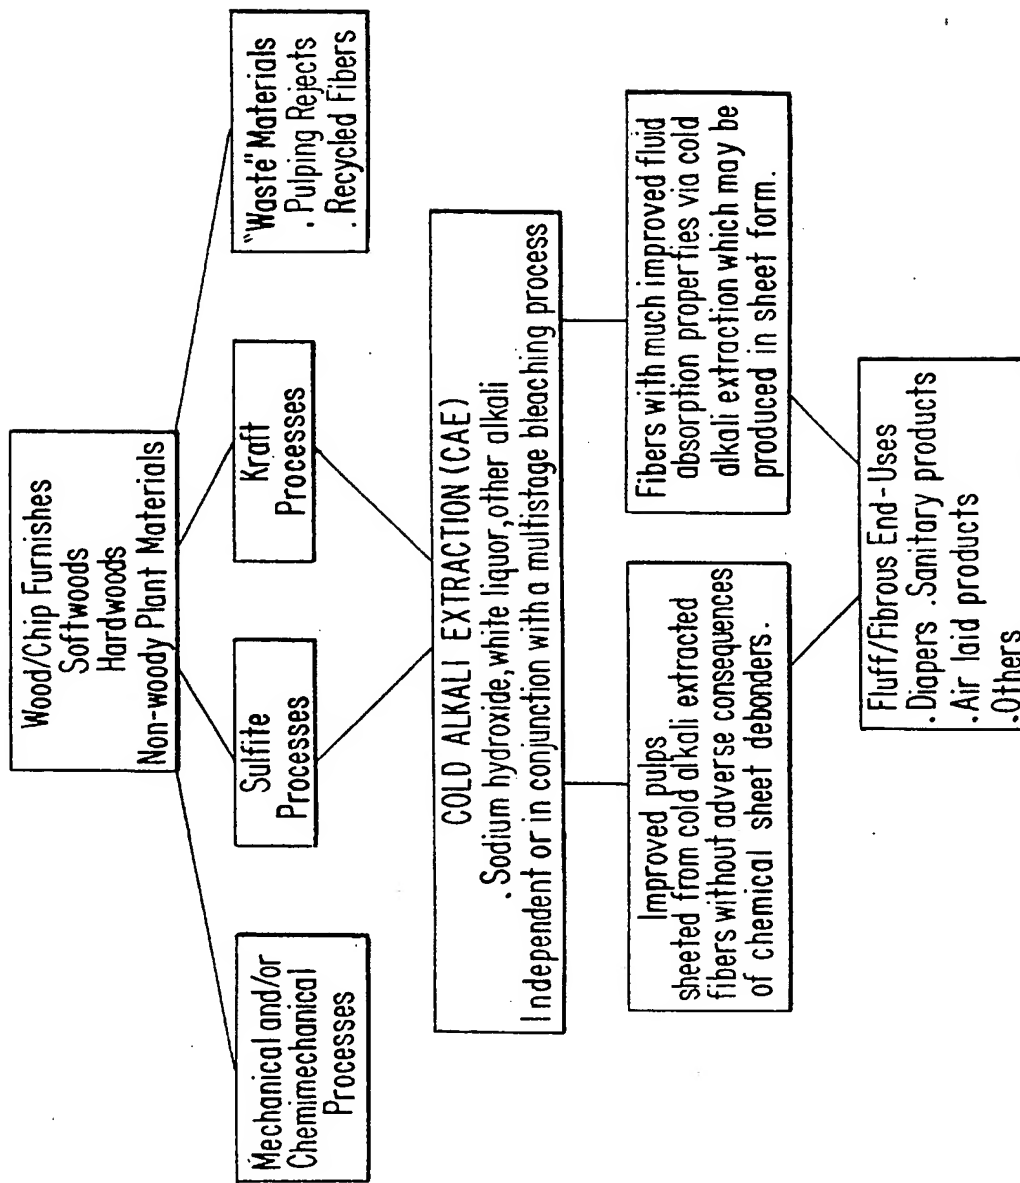 Wood/Chip Furnishes
Softwoods
Hardwoods
Non-woody Plant Materials
Mechanical and/or
Chemimechanical
Processes
Sulfite
Processes
Kraft
Processes
"Waste" Materials
. Pulping Rejects
. Recycled Fibers
COLD ALKALI EXTRACTION (CAE)
. Sodium hydroxide, white liquor, other alkali
Independent or in conjunction with a multistage bleaching process
Improved pulps
sheeted from cold alkali extracted
fibers without adverse consequences
of chemical sheet debonders.
Fibers with much improved fluid
absorption properties via cold
alkali extraction which may be
produced in sheet form.
Fluff/Fibrous End-Uses
.Diapers .Sanitary products
.Air laid products
.Others